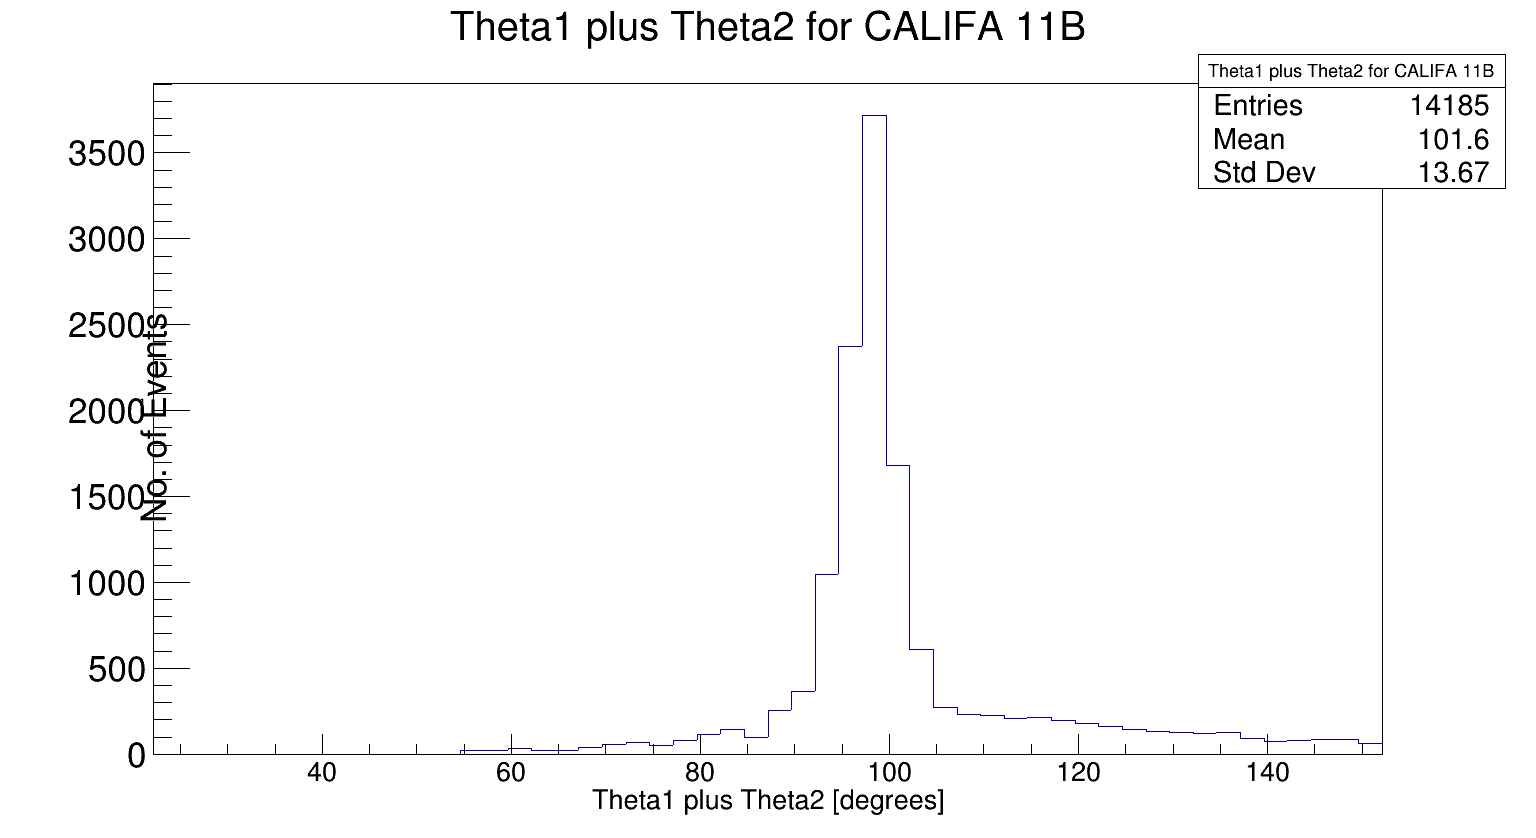 Theta1 plus Theta2 for CALIFA 11B
Theta1 plus Theta2 for CALIFA 11B
Entries 14185
Mean 101.6
Std Dev 13.67
3500
3000
2500
2000
1500
1000
500
0
No. of Events
40 60 80 100 120 140
Theta1 plus Theta2 [degrees]